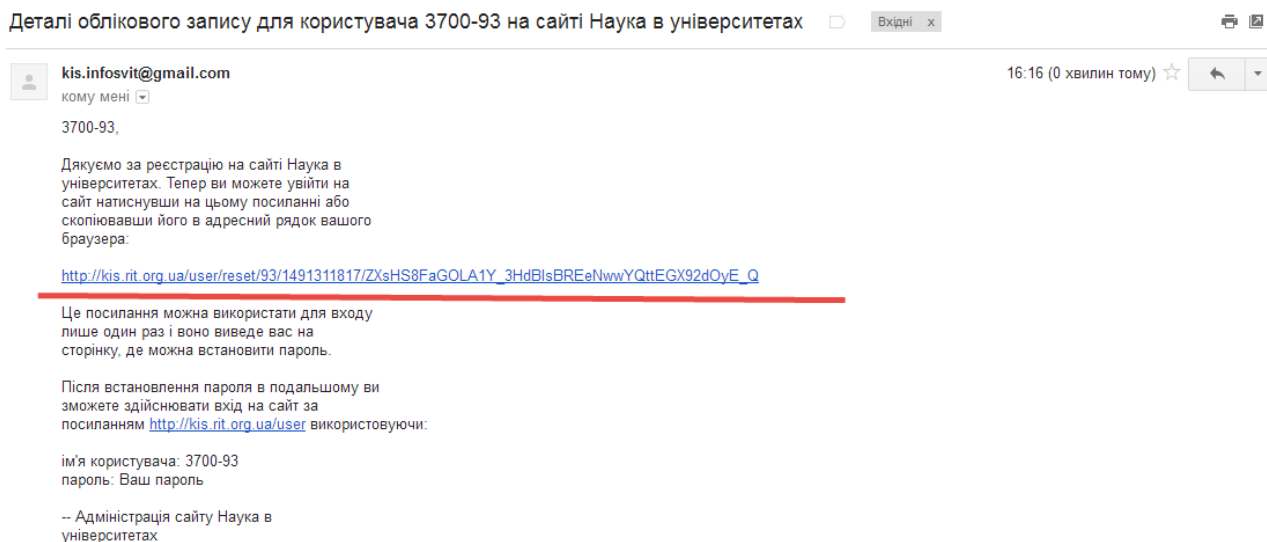 Деталі облікового запису для користувача 3700-93 на сайті Наука в університетах Вхідні x
kis.infosvit@gmail.com 16:16 (0 хвилин тому)
кому мені
3700-93,
Дякуємо за реєстрацію на сайті Наука в
університетах. Тепер ви можете увійти на
сайт натиснувши на цьому посиланні або
скопіювавши його в адресний рядок вашого
браузера:
http://kis.rit.org.ua/user/reset/93/1491311817/ZXsHS8FaGOLA1Y_3HdBIsBREeNwwYQttEGX92dOyE_Q
Це посилання можна використати для входу
лише один раз і воно виведе вас на
сторінку, де можна встановити пароль.
Після встановлення пароля в подальшому ви
зможете здійснювати вхід на сайт за
посиланням http://kis.rit.org.ua/user використовуючи:
ім'я користувача: 3700-93
пароль: Ваш пароль
-- Адміністрація сайту Наука в
університетах